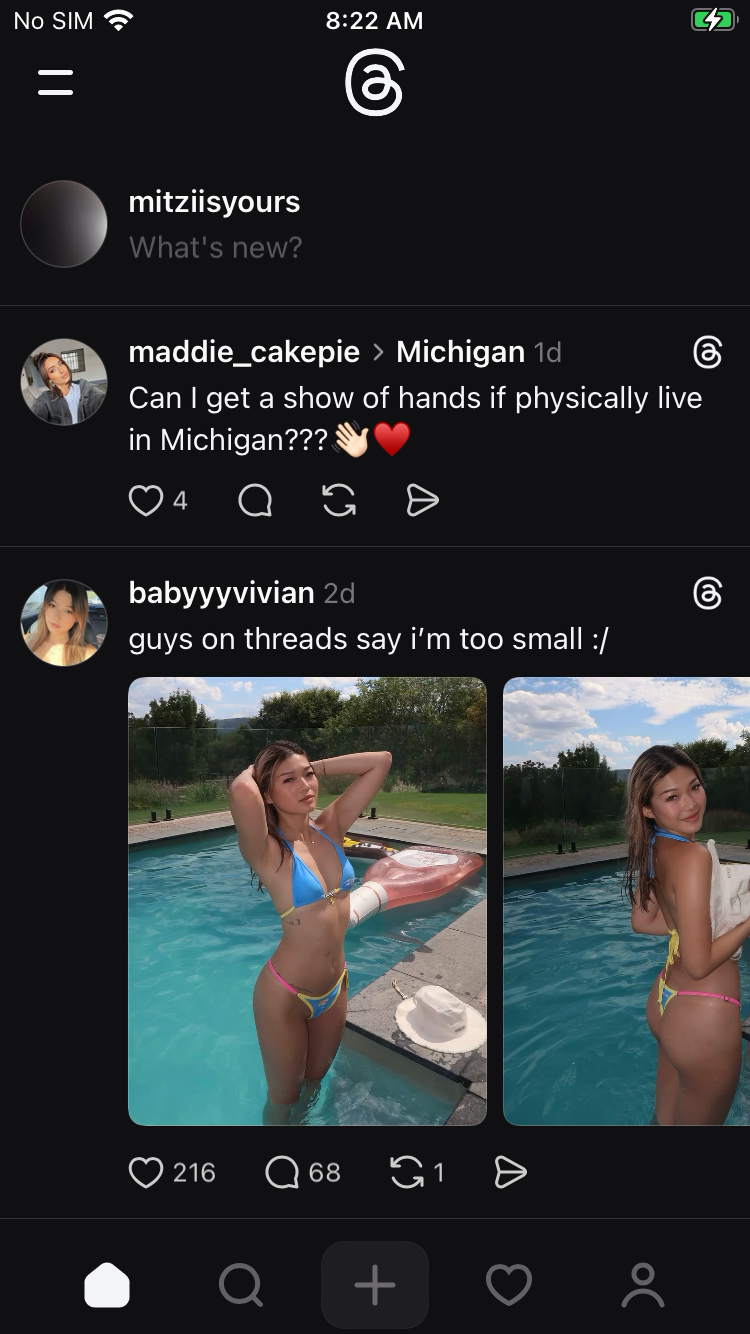 No SIM 8:22 AM
mitziisyours
What's new?
maddie_cakepie > Michigan 1d
Can I get a show of hands if physically live
in Michigan???👋🏻♥️
4
babyyyvivian 2d
guys on threads say i’m too small :/
216 68 1